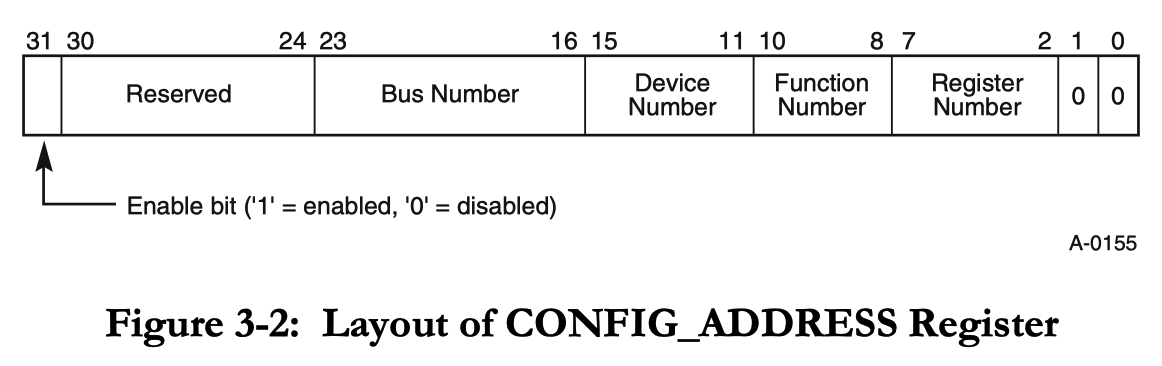 31 30 24 23 16 15 11 10 8 7 2 1 0
Reserved
Bus Number
Device
Number
Function
Number
Register
Number
0
0
Enable bit ('1' = enabled, '0' = disabled)
A-0155
Figure 3-2: Layout of CONFIG_ADDRESS Register